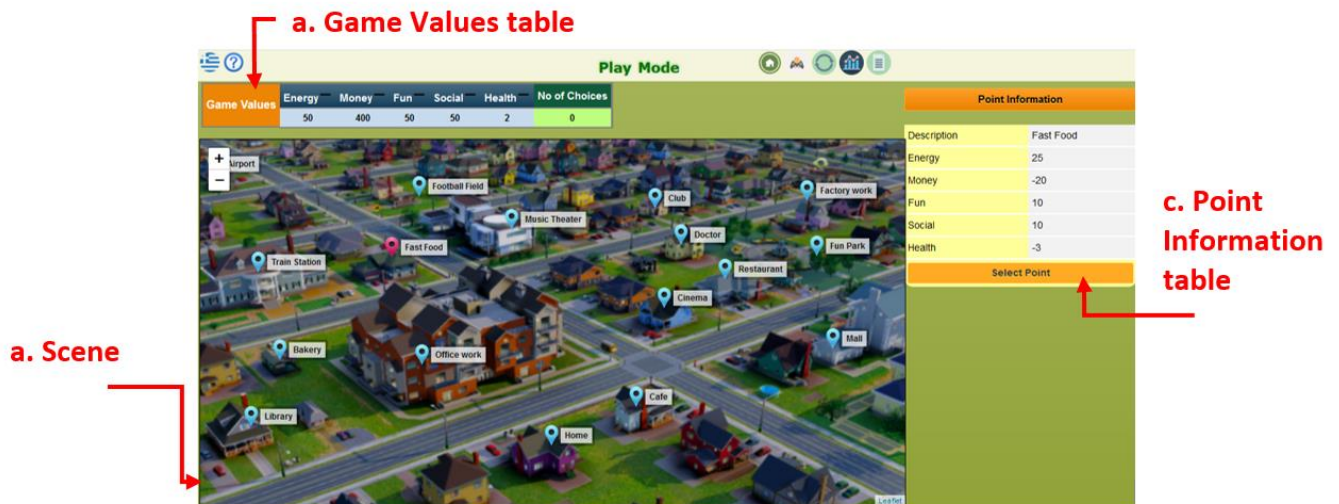 a. Game Values table
Play Mode
Game Values
Energy Money Fun Social Health No of Choices
50 400 50 50 2 0
Point Information
Description Fast Food
Energy 25
Money -20
Fun 10
Social 10
Health -3
Select Point
c. Point
Information
table
+
Airport
−
Football Field
Club
Factory work
Music Theater
Doctor
Fast Food
Fun Park
Train Station
Restaurant
Cinema
Mall
Bakery
Office work
a. Scene
Cafe
Library
Home
Leaflet